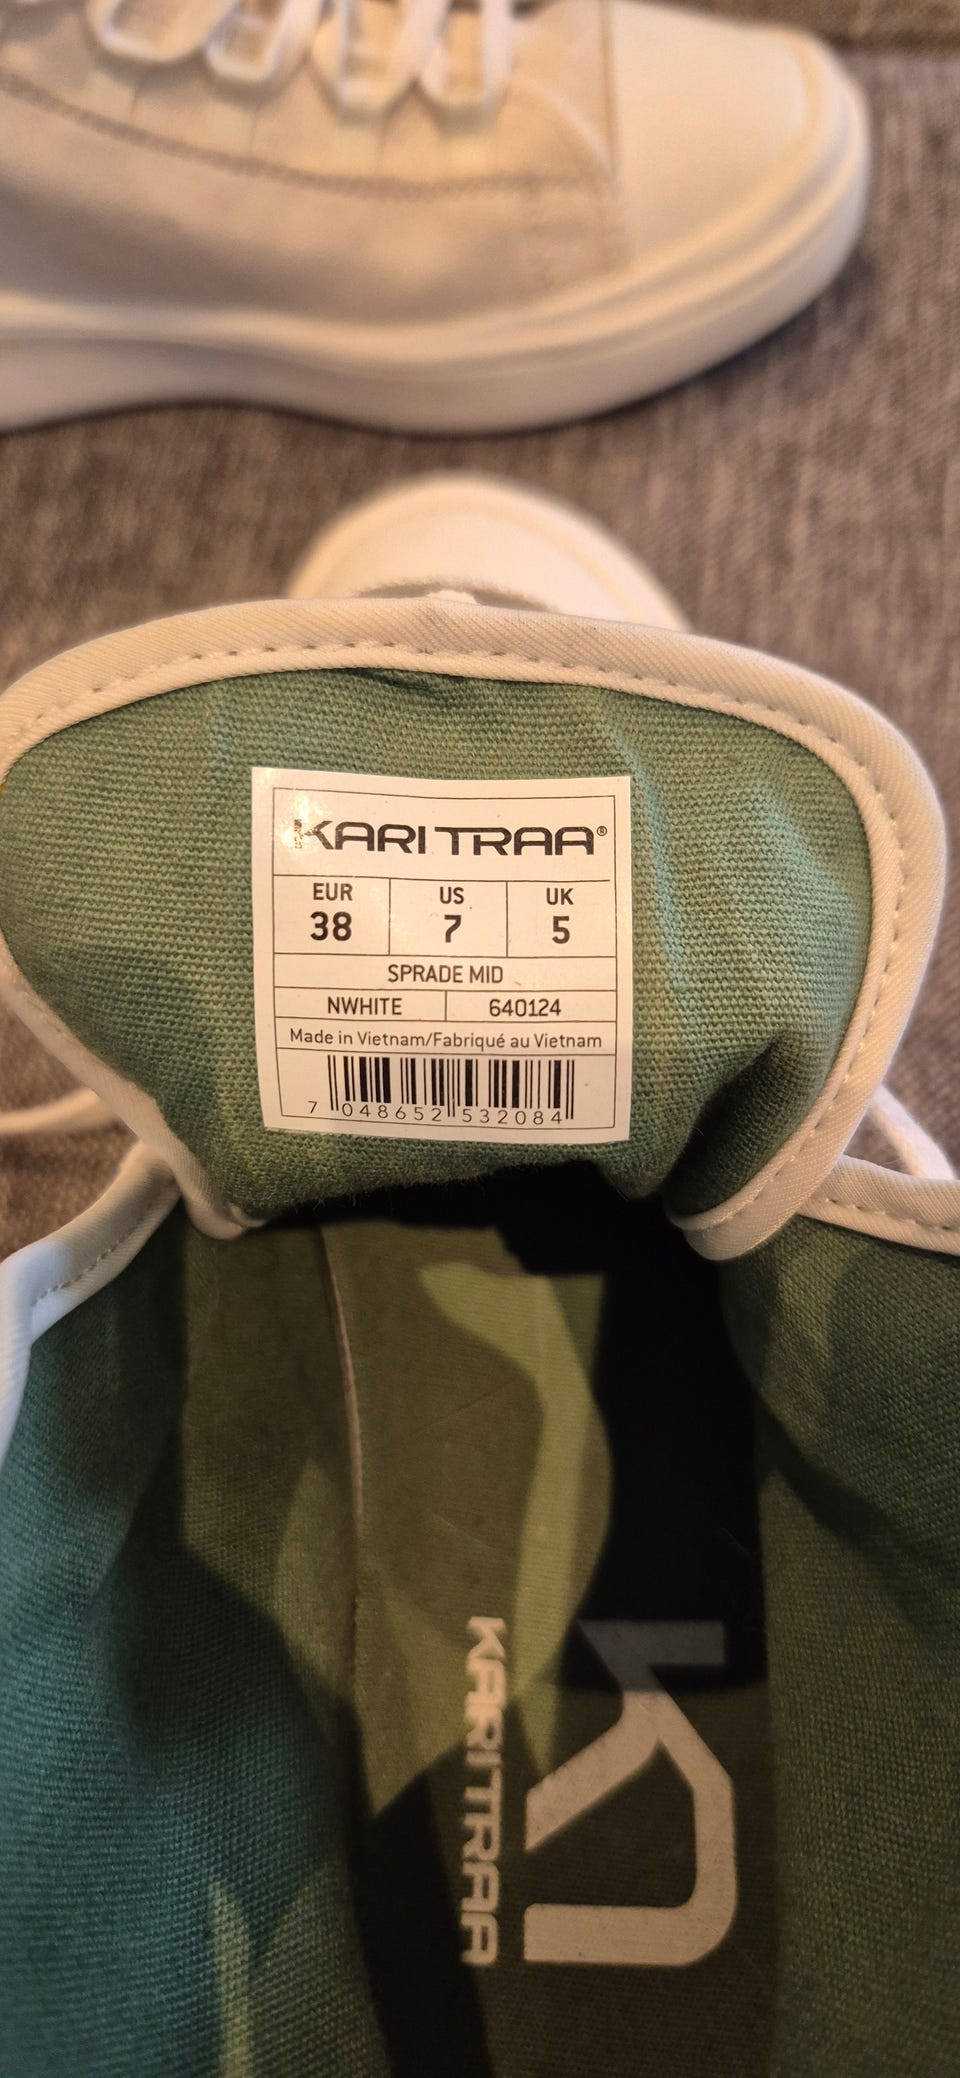 KARI TRAA®
EUR US UK
38 7 5
SPRADE MID
NWHITE 640124
Made in Vietnam/Fabriqué au Vietnam
7 048652 532084
KARI TRAA